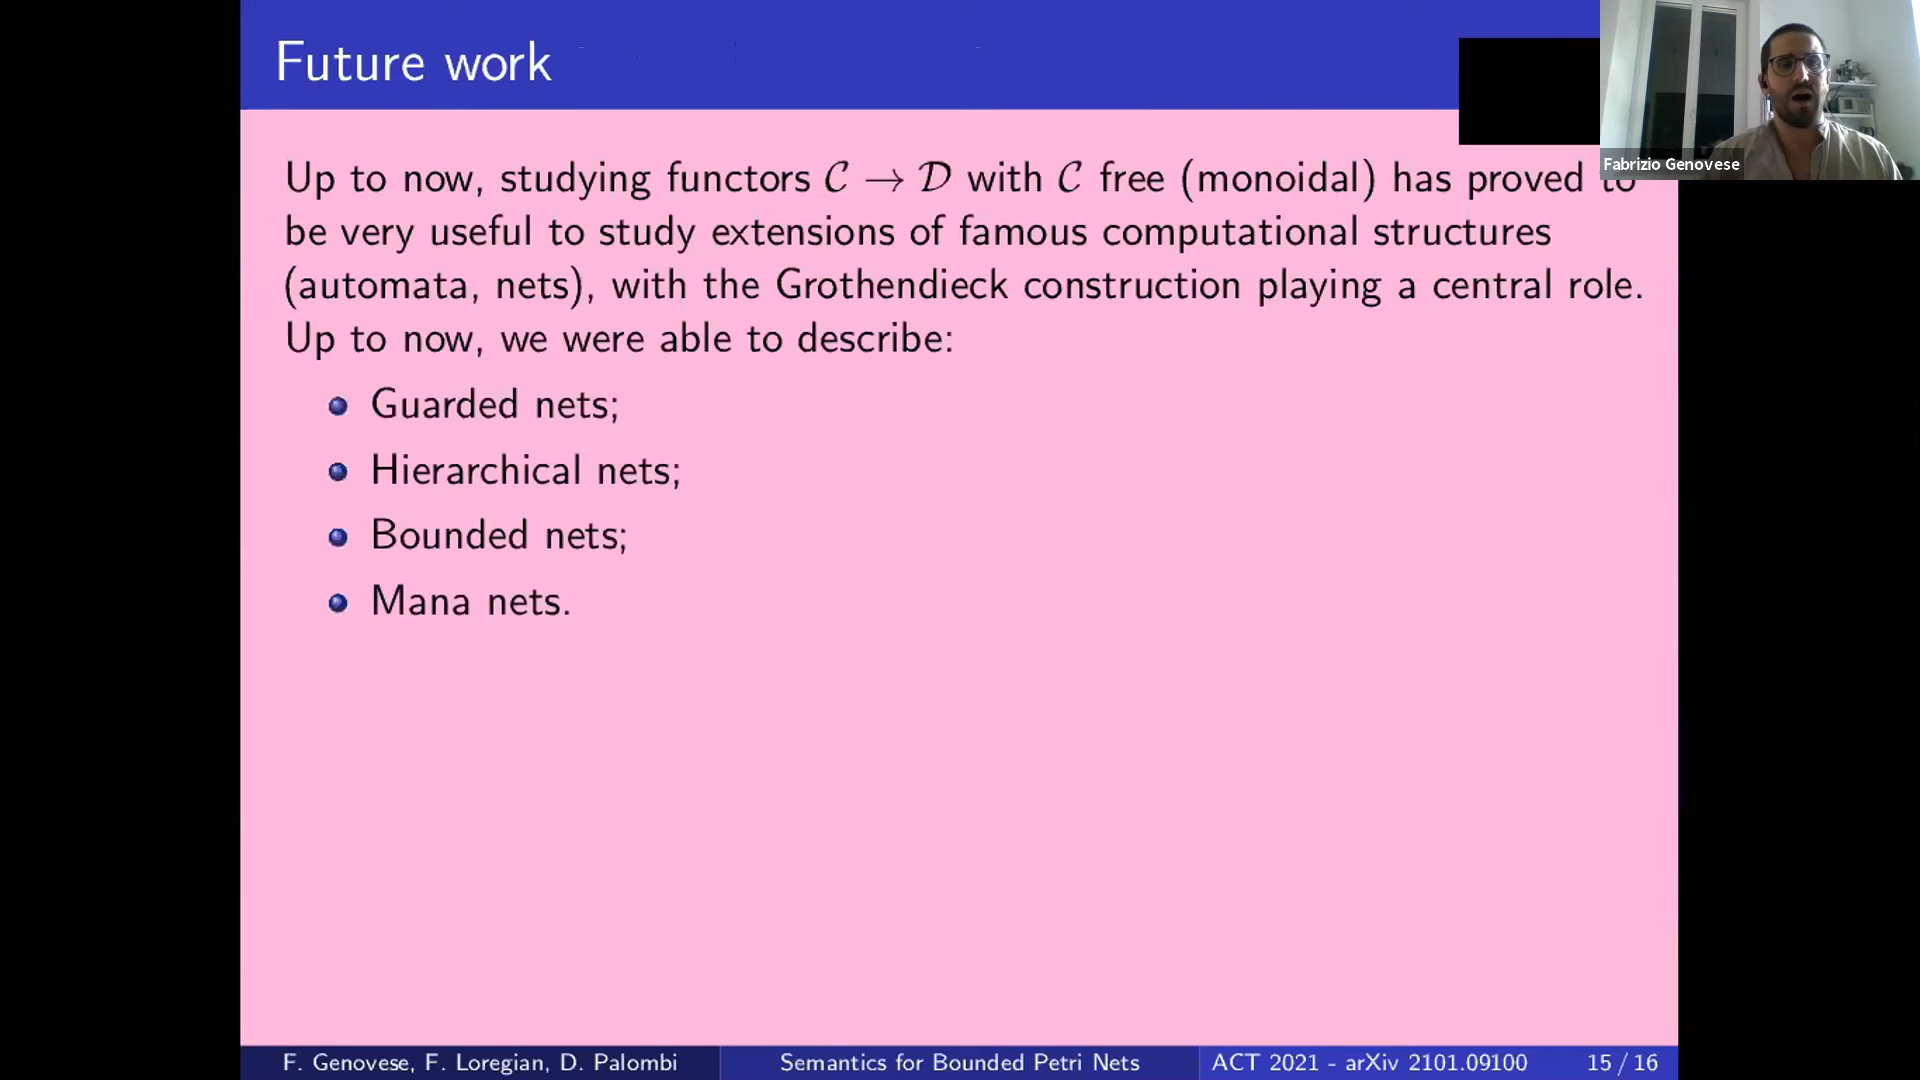 Future work
Fabrizio Genovese
Up to now, studying functors 𝒞 → 𝒟 with 𝒞 free (monoidal) has proved to
be very useful to study extensions of famous computational structures
(automata, nets), with the Grothendieck construction playing a central role.
Up to now, we were able to describe:
Guarded nets;
Hierarchical nets;
Bounded nets;
Mana nets.
F. Genovese, F. Loregian, D. Palombi Semantics for Bounded Petri Nets ACT 2021 - arXiv 2101.09100 15 / 16